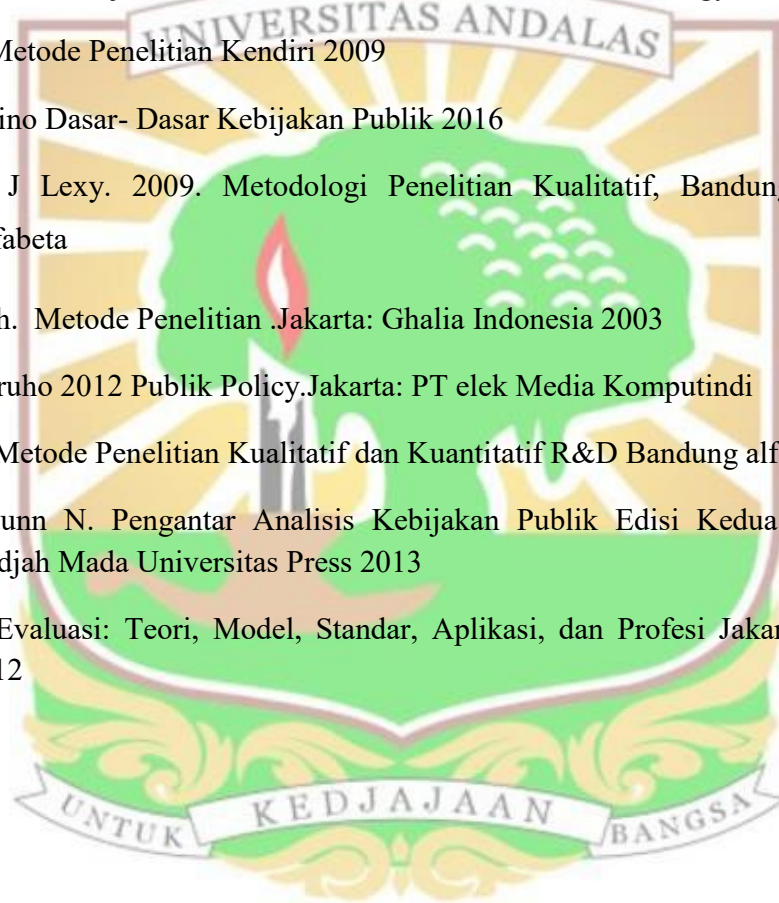 UNIVERSITAS ANDALAS
Metode Penelitian Kendiri 2009
ino Dasar- Dasar Kebijakan Publik 2016
J Lexy. 2009. Metodologi Penelitian Kualitatif, Bandung
fabeta
h. Metode Penelitian .Jakarta: Ghalia Indonesia 2003
ruho 2012 Publik Policy.Jakarta: PT elek Media Komputindi
Metode Penelitian Kualitatif dan Kuantitatif R&D Bandung alf
unn N. Pengantar Analisis Kebijakan Publik Edisi Kedua
djah Mada Universitas Press 2013
Evaluasi: Teori, Model, Standar, Aplikasi, dan Profesi Jakar
12
UNTUK KEDJAJAAN BANGSA